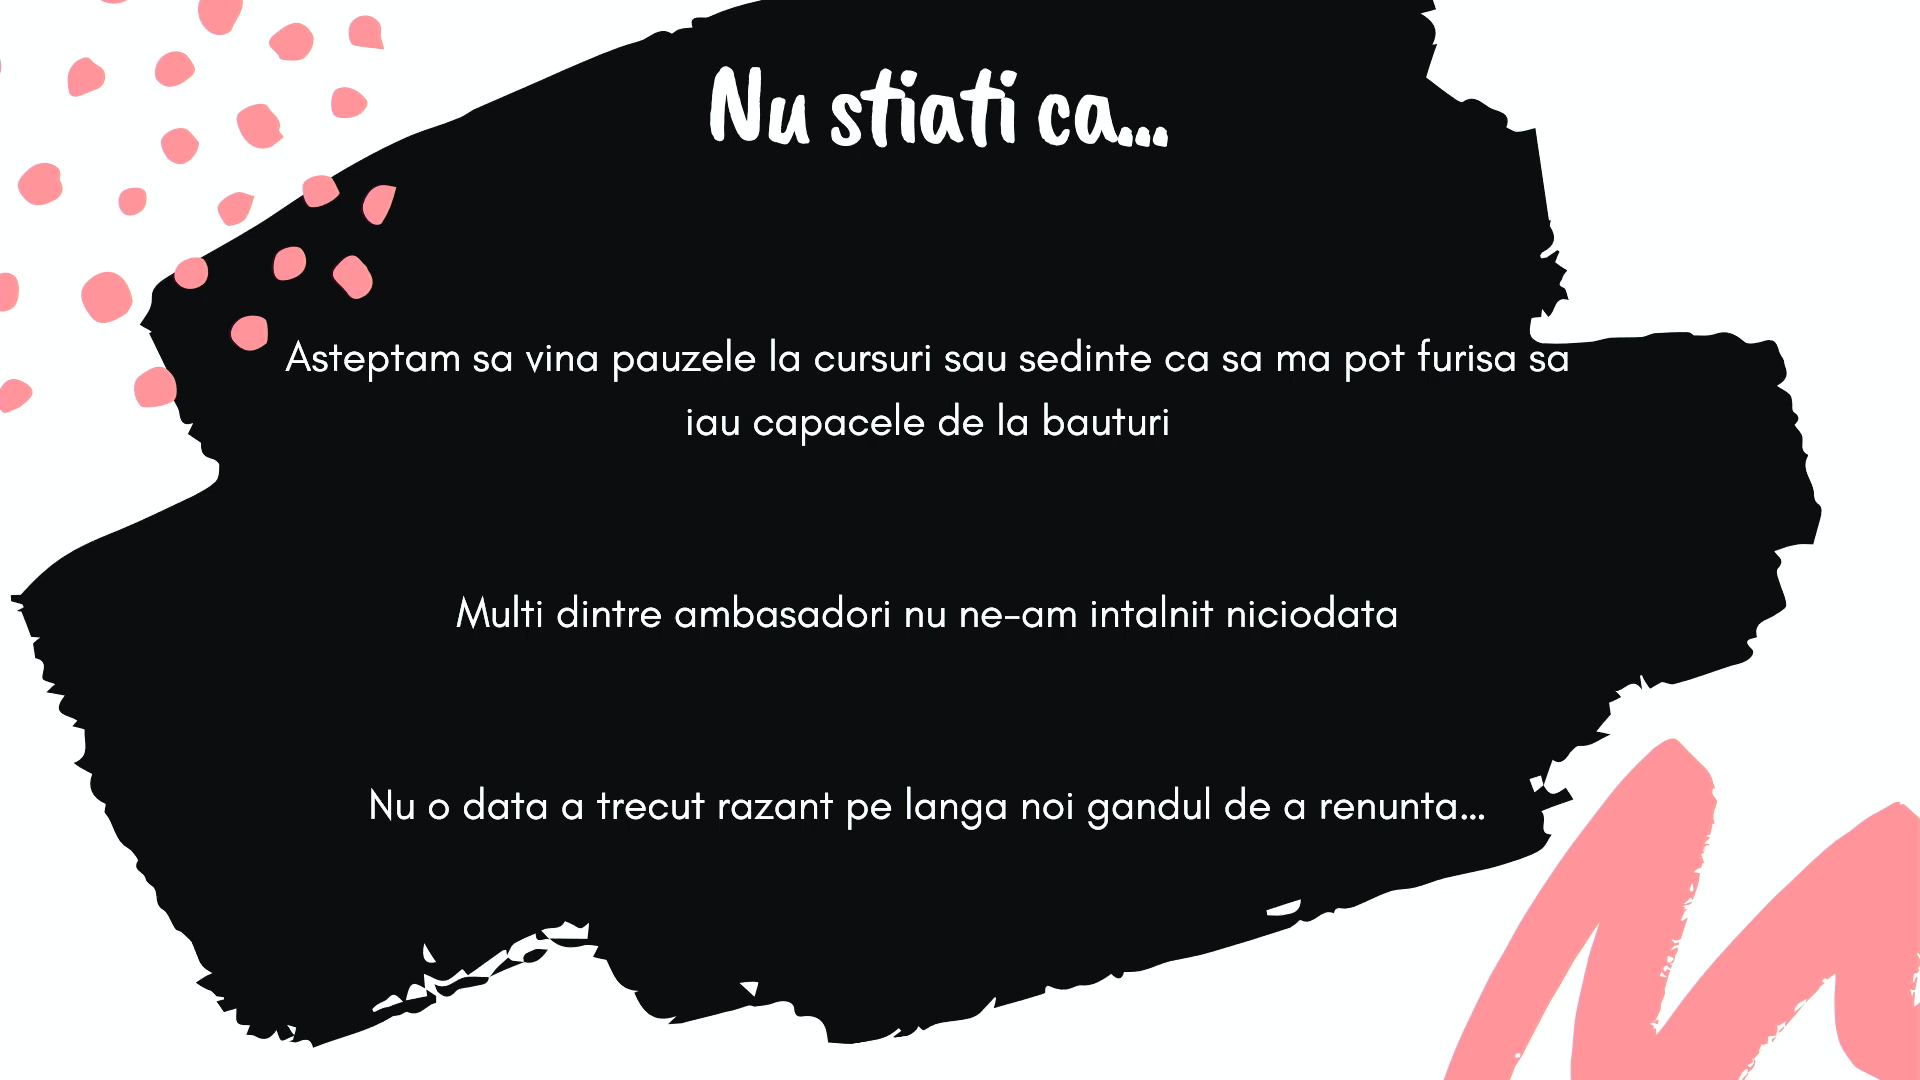 Nu stiati ca...
Asteptam sa vina pauzele la cursuri sau sedinte ca sa ma pot furisa sa
iau capacele de la bauturi
Multi dintre ambasadori nu ne-am intalnit niciodata
Nu o data a trecut razant pe langa noi gandul de a renunta...